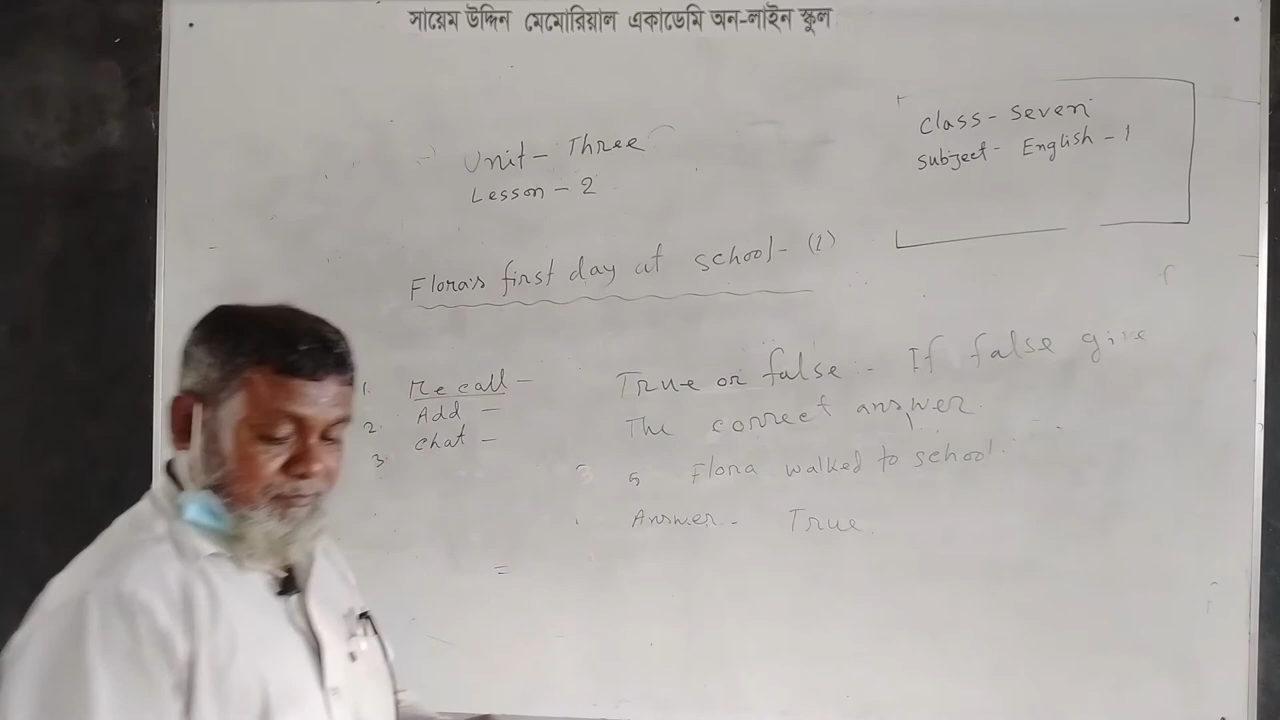 সায়েম উদ্দিন মেমোরিয়াল একাডেমি অন-লাইন স্কুল
class - seven
subject - English - 1
Unit - Three
Lesson - 2
Flora's first day at school - (1)
1. Recall -
2. Add -
3. chat -
True or false - If false give
The correct answer.
5 Flora walked to school.
Answer - True